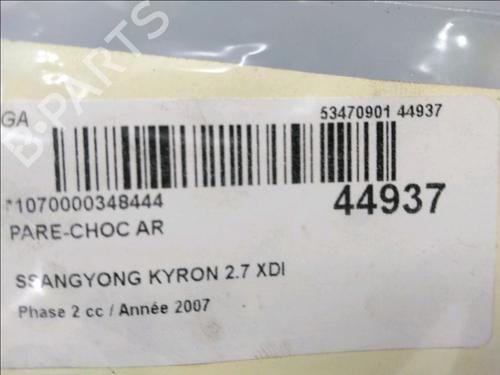 B-PARTS
GA
53470901 44937
*1070000348444
44937
PARE-CHOC AR
SSANGYONG KYRON 2.7 XDI
Phase 2 cc / Année 2007